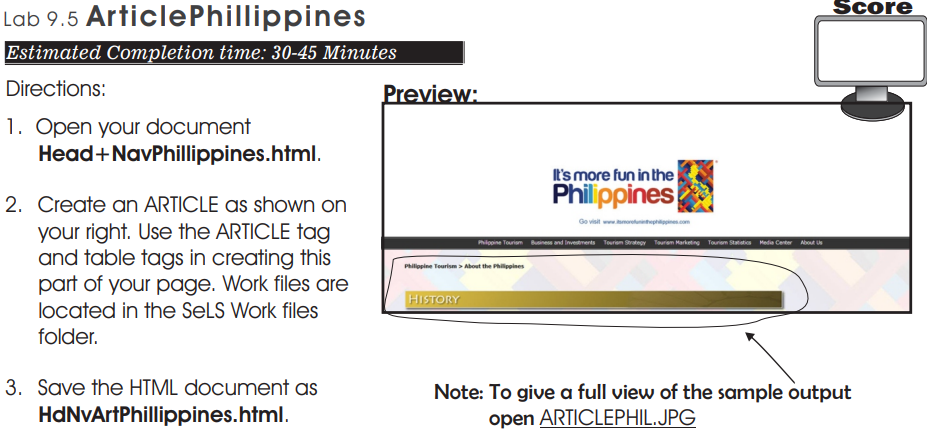 Lab 9.5 ArticlePhillippines
Score
Estimated Completion time: 30-45 Minutes
Directions:
1. Open your document
Head+NavPhillippines.html.
2. Create an ARTICLE as shown on
your right. Use the ARTICLE tag
and table tags in creating this
part of your page. Work files are
located in the SeLS Work files
folder.
3. Save the HTML document as
HdNvArtPhillippines.html.
Preview:
It's more fun in the
Philippines
Go visit www.itsmorefuninthephilippines.com
Philippine Tourism Business and Investments Tourism Strategy Tourism Marketing Tourism Statistics Media Center About Us
Philippine Tourism > About the Philippines
HISTORY
Note: To give a full view of the sample output
open ARTICLEPHIL.JPG